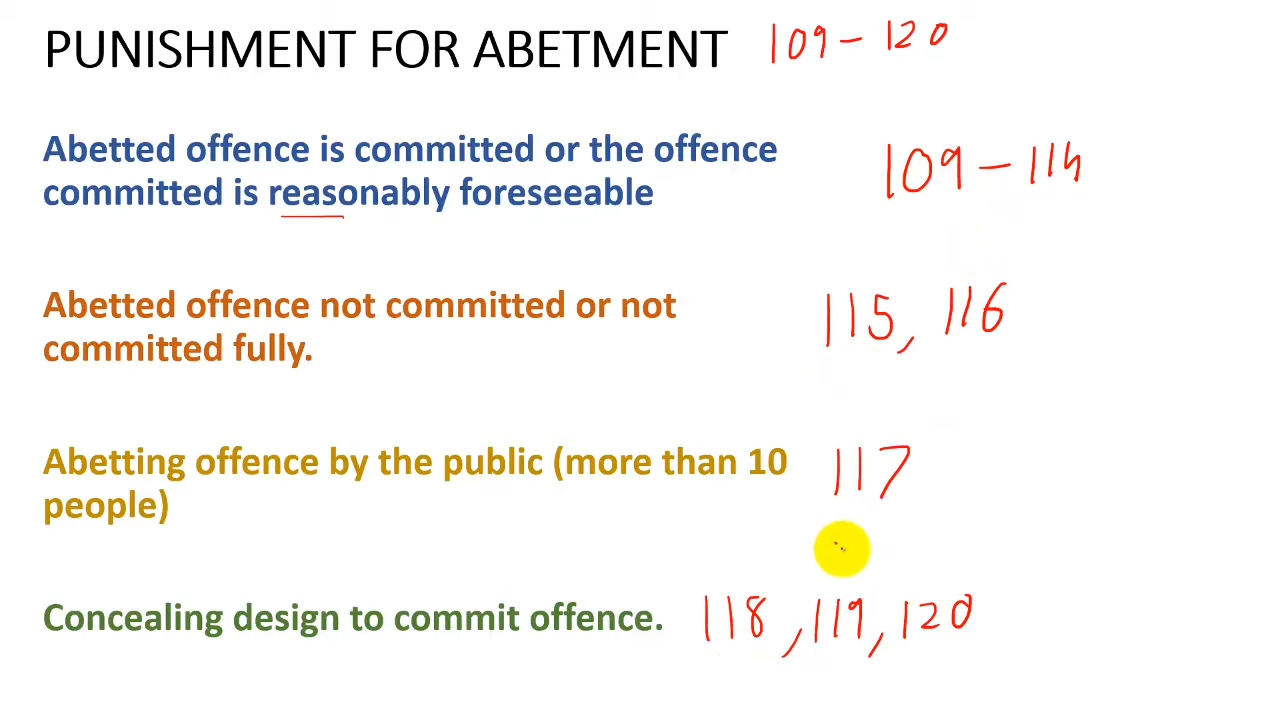 PUNISHMENT FOR ABETMENT 109 - 120
Abetted offence is committed or the offence
committed is reasonably foreseeable 109 - 114
Abetted offence not committed or not
committed fully. 115, 116
Abetting offence by the public (more than 10
people) 117
Concealing design to commit offence. 118, 119, 120